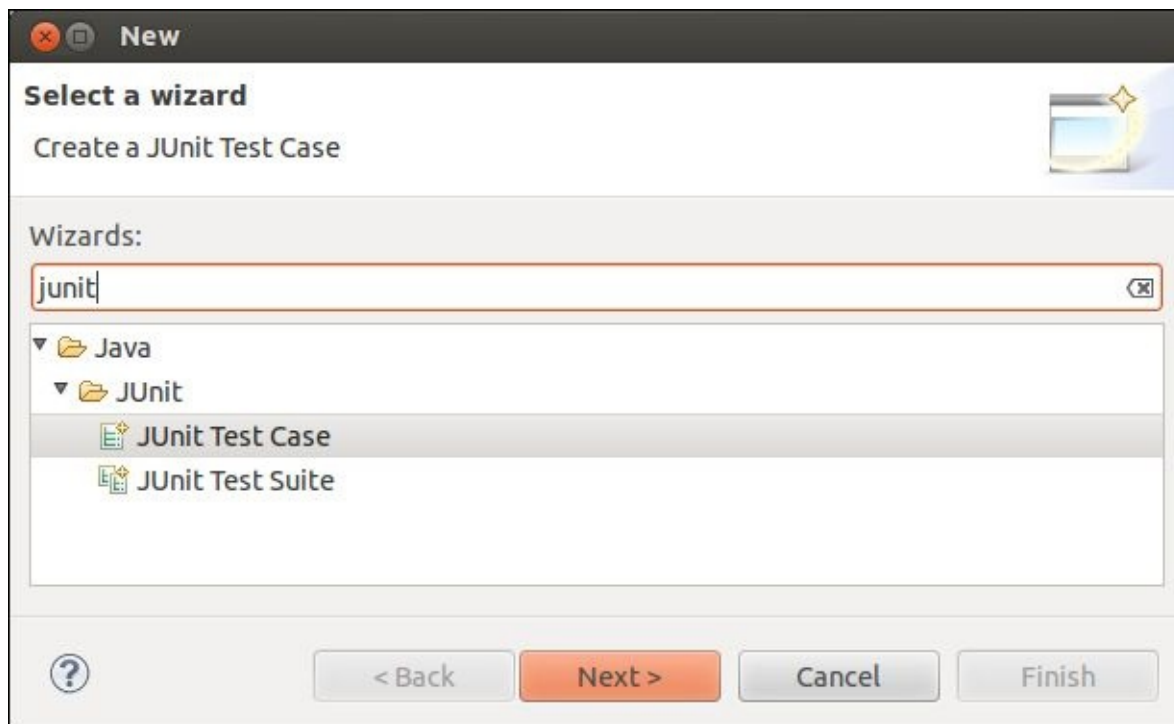 New
Select a wizard
Create a JUnit Test Case
Wizards:
junit
Java
JUnit
JUnit Test Case
JUnit Test Suite
? < Back Next > Cancel Finish